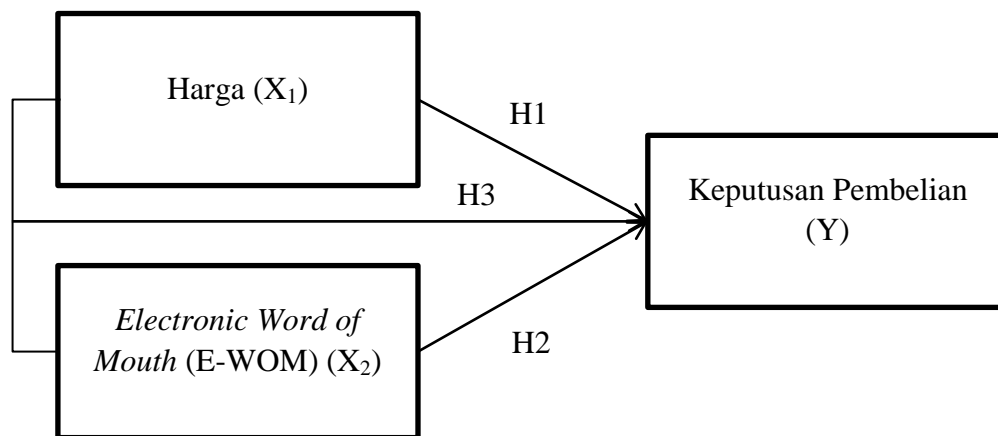 Harga (X₁)
H1
H3
Keputusan Pembelian
(Y)
Electronic Word of
Mouth (E-WOM) (X₂)
H2